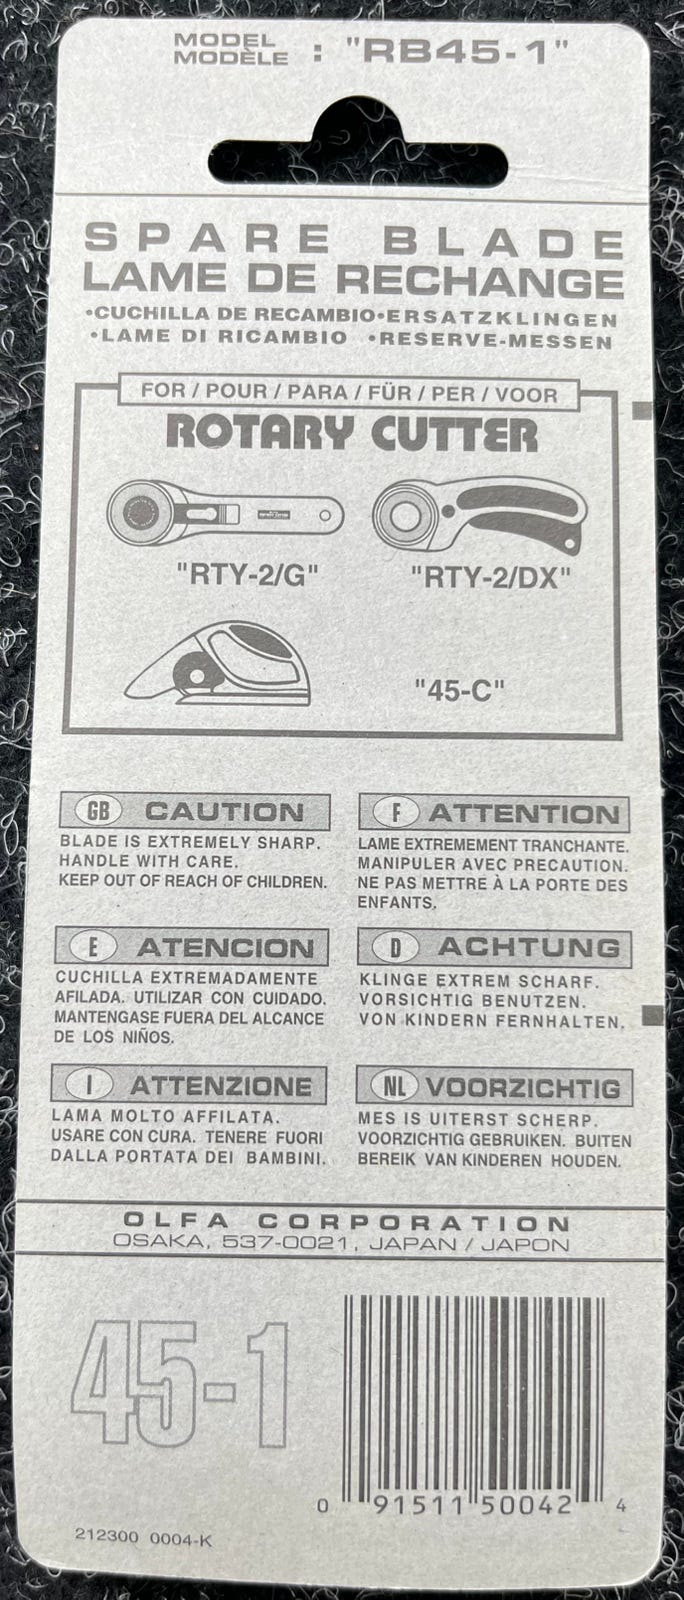 MODEL
MODÈLE : "RB45-1"
SPARE BLADE
LAME DE RECHANGE
•CUCHILLA DE RECAMBIO•ERSATZKLINGEN
•LAME DI RICAMBIO •RESERVE-MESSEN
FOR / POUR / PARA / FÜR / PER / VOOR
ROTARY CUTTER
"RTY-2/G" "RTY-2/DX"
"45-C"
GB CAUTION
BLADE IS EXTREMELY SHARP.
HANDLE WITH CARE.
KEEP OUT OF REACH OF CHILDREN.
F ATTENTION
LAME EXTREMEMENT TRANCHANTE.
MANIPULER AVEC PRECAUTION.
NE PAS METTRE À LA PORTE DES
ENFANTS.
E ATENCION
CUCHILLA EXTREMADAMENTE
AFILADA. UTILIZAR CON CUIDADO.
MANTENGASE FUERA DEL ALCANCE
DE LOS NIÑOS.
D ACHTUNG
KLINGE EXTREM SCHARF.
VORSICHTIG BENUTZEN.
VON KINDERN FERNHALTEN.
I ATTENZIONE
LAMA MOLTO AFFILATA.
USARE CON CURA. TENERE FUORI
DALLA PORTATA DEI BAMBINI.
NL VOORZICHTIG
MES IS UITERST SCHERP.
VOORZICHTIG GEBRUIKEN. BUITEN
BEREIK VAN KINDEREN HOUDEN.
OLFA CORPORATION
OSAKA, 537-0021, JAPAN / JAPON
45-1
0 91511 50042 4
212300 0004-K